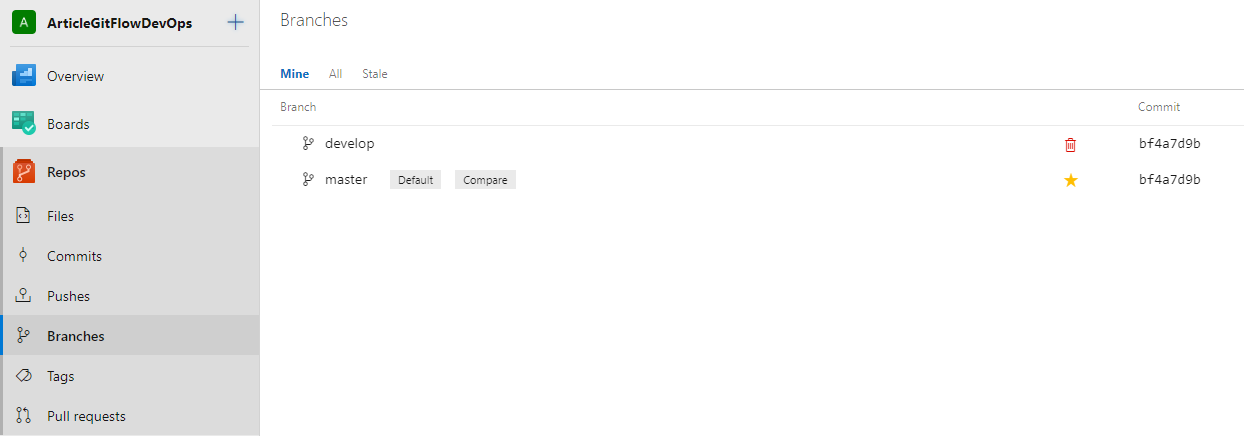 A ArticleGitFlowDevOps
Overview
Boards
Repos
Files
Commits
Pushes
Branches
Tags
Pull requests
Branches
Mine All Stale
Branch Commit
develop bf4a7d9b
master Default Compare bf4a7d9b